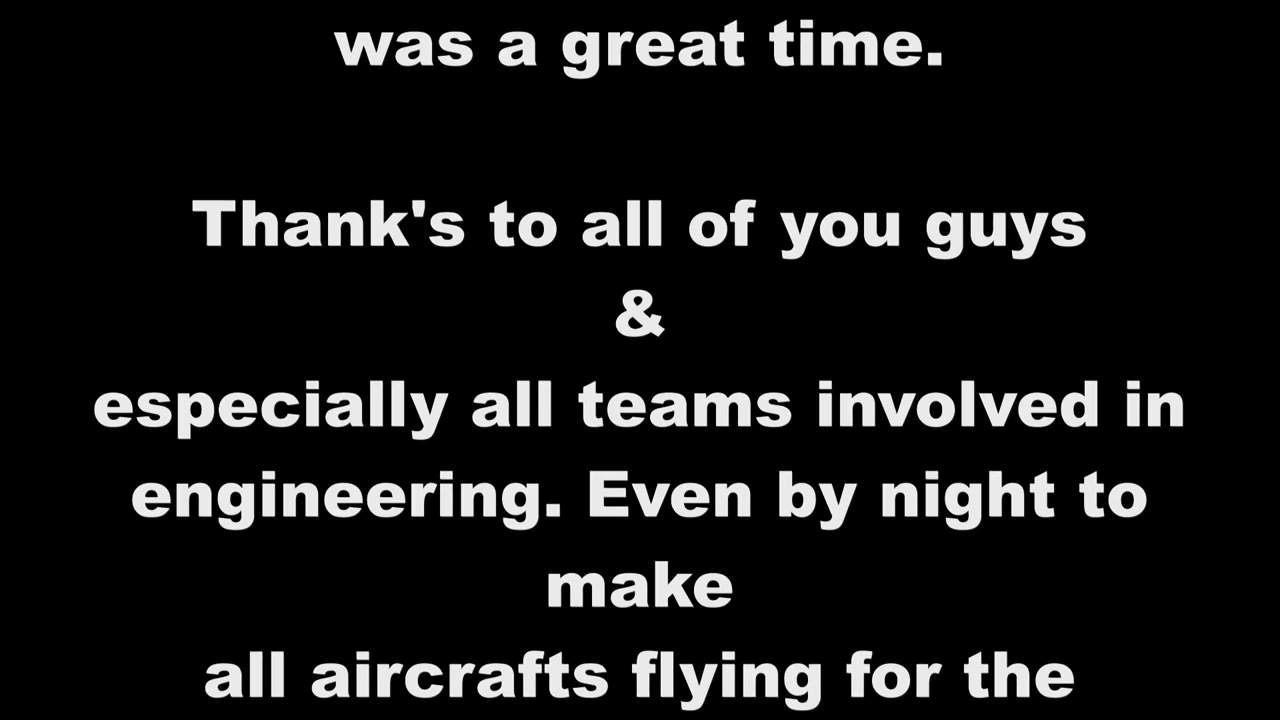 was a great time.
Thank's to all of you guys
&
especially all teams involved in
engineering. Even by night to
make
all aircrafts flying for the